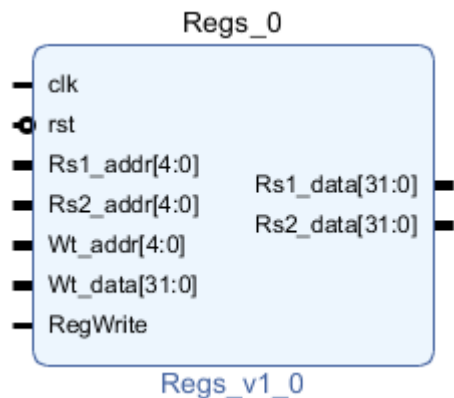 Regs_0
clk
rst
Rs1_addr[4:0]
Rs2_addr[4:0]
Wt_addr[4:0]
Wt_data[31:0]
RegWrite
Rs1_data[31:0]
Rs2_data[31:0]
Regs_v1_0